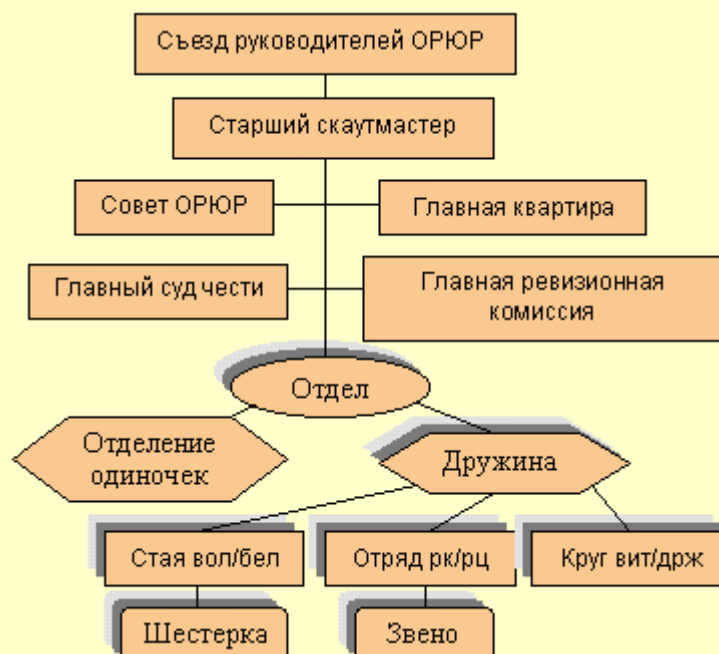 Съезд руководителей ОРЮР
Старший скаутмастер
Совет ОРЮР
Главная квартира
Главный суд чести
Главная ревизионная
комиссия
Отдел
Отделение
одиночек
Дружина
Стая вол/бел
Отряд рк/рц
Круг вит/држ
Шестерка
Звено